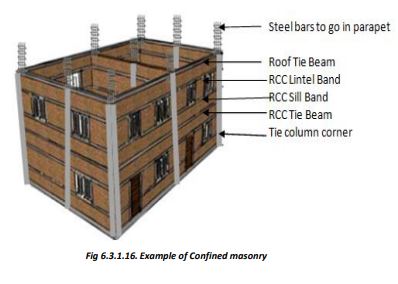 Steel bars to go in parapet
Roof Tie Beam
RCC Lintel Band
RCC Sill Band
RCC Tie Beam
Tie column corner
Fig 6.3.1.16. Example of Confined masonry